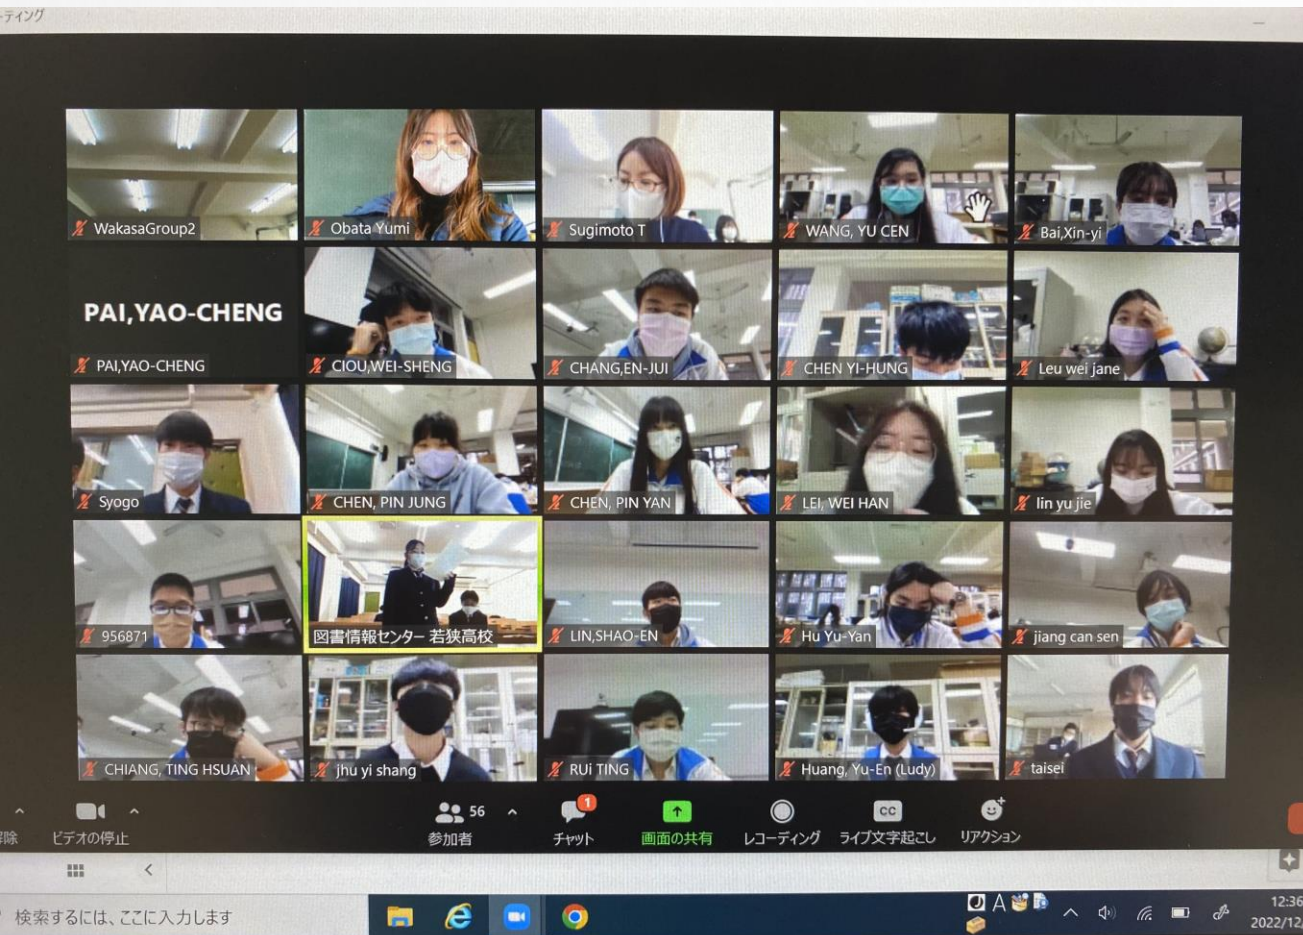 ーティング
WakasaGroup2
Obata Yumi
Sugimoto T
WANG, YU CEN
Bai,Xin-yi
PAI,YAO-CHENG
PAI,YAO-CHENG
CIOU,WEI-SHENG
CHANG,EN-JUI
CHEN YI-HUNG
Leu wei jane
Syogo
CHEN, PIN JUNG
CHEN, PIN YAN
LEI, WEI HAN
lin yu jie
956871
図書情報センター 若狭高校
LIN,SHAO-EN
Hu Yu-Yan
jiang can sen
CHIANG, TING HSUAN
jhu yi shang
RUi TING
Huang, Yu-En (Ludy)
taisei
56
1
CC
解除
ビデオの停止
参加者
チャット
画面の共有
レコーディング
ライブ文字起こし
リアクション
検索するには、ここに入力します
A
12:36
2022/12/